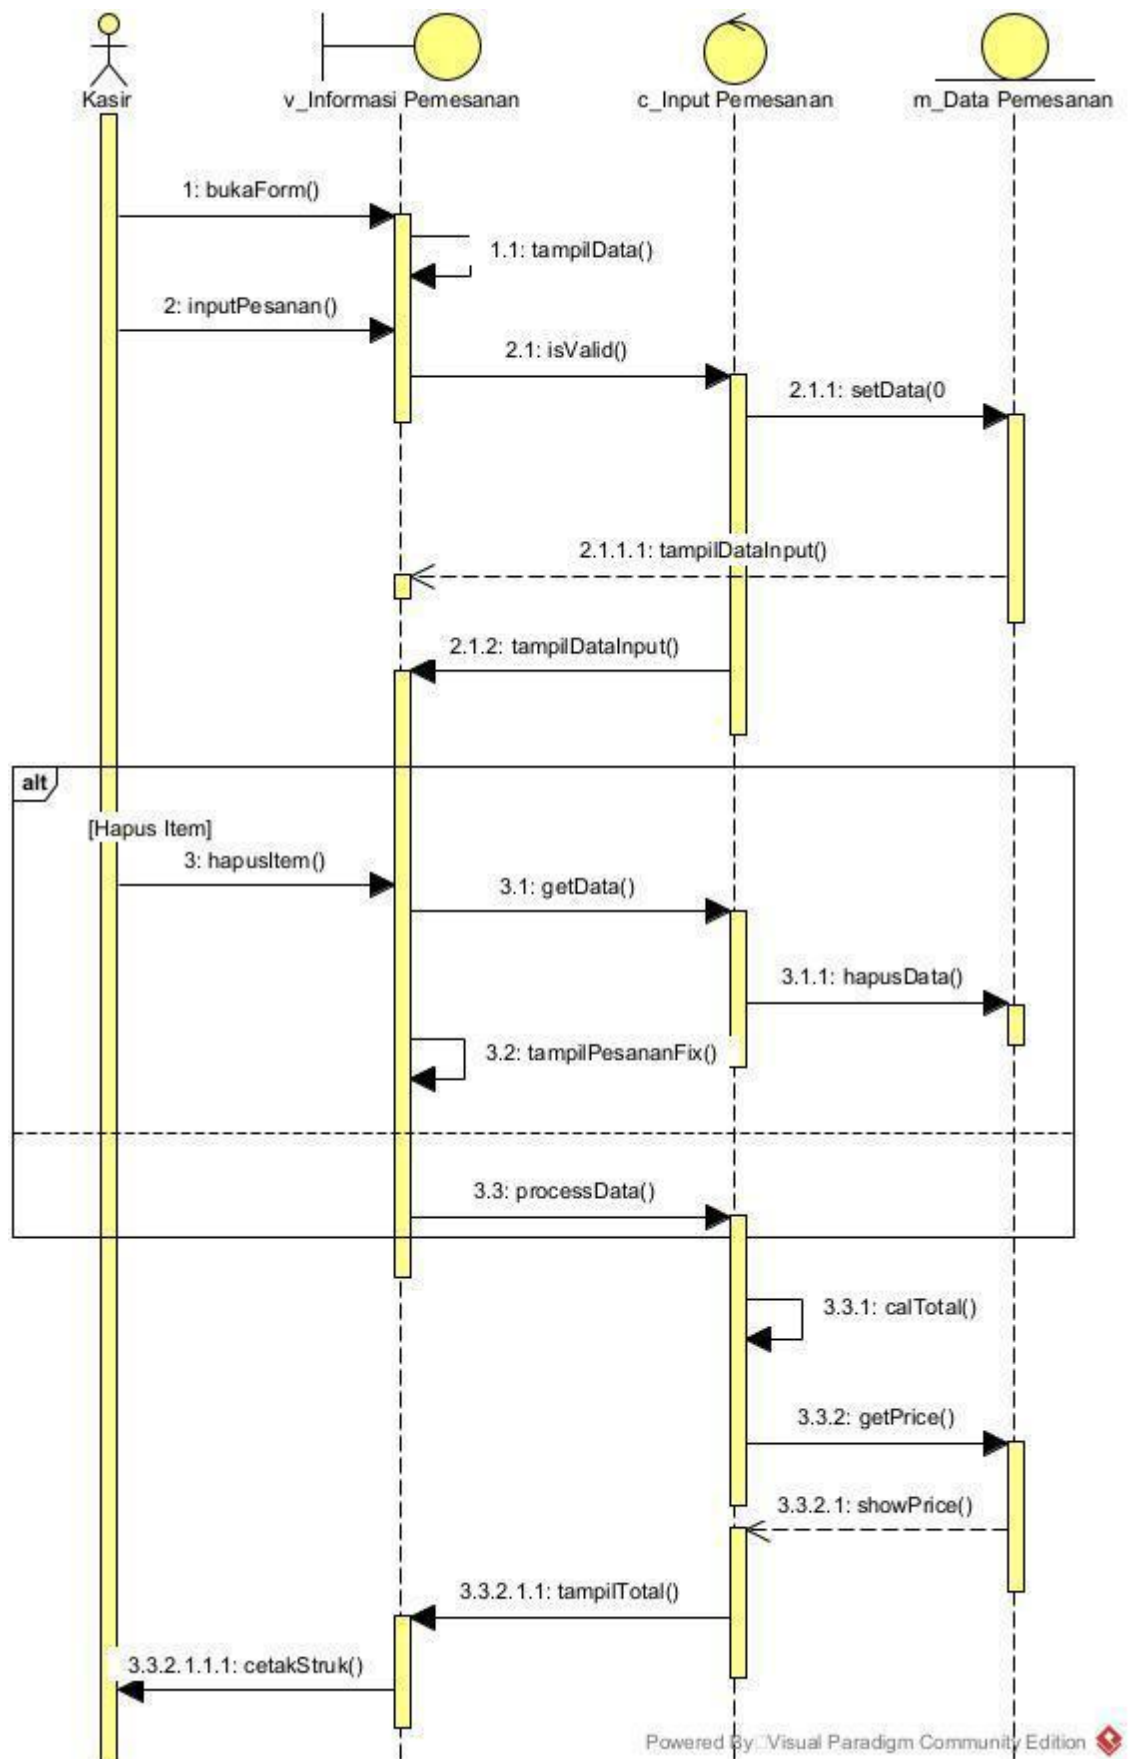 Kasir
v_Informasi Pemesanan
c_Input Pemesanan
m_Data Pemesanan
1: bukaForm()
1.1: tampilData()
2: inputPesanan()
2.1: isValid()
2.1.1: setData(0
2.1.1.1: tampilDataInput()
2.1.2: tampilDataInput()
alt
[Hapus Item]
3: hapusItem()
3.1: getData()
3.1.1: hapusData()
3.2: tampilPesananFix()
3.3: processData()
3.3.1: calTotal()
3.3.2: getPrice()
3.3.2.1: showPrice()
3.3.2.1.1: tampilTotal()
3.3.2.1.1.1: cetakStruk()
Powered By Visual Paradigm Community Edition